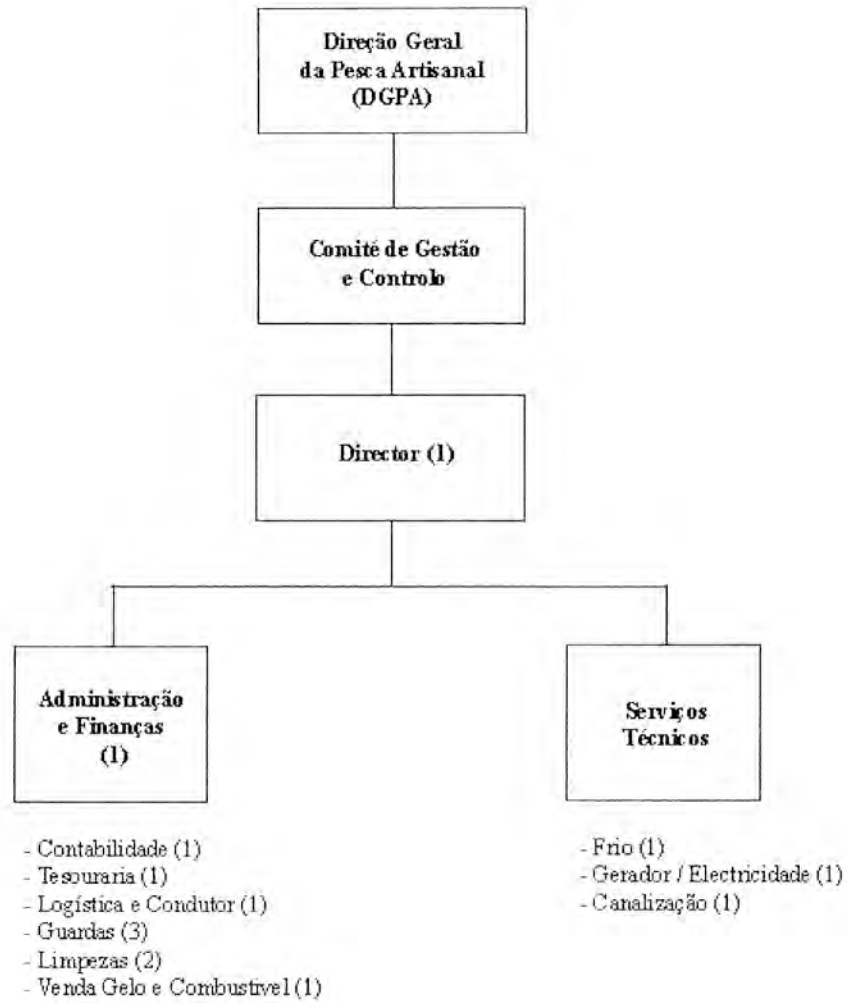 Direção Geral
da Pesca Artisanal
(DGPA)
Comité de Gestão
e Controlo
Director (1)
Administração
e Finanças
(1)
Serviços
Técnicos
- Contabilidade (1)
- Tesouraria (1)
- Logística e Condutor (1)
- Guardas (3)
- Limpezas (2)
- Venda Gelo e Combustivel (1)
- Frio (1)
- Gerador / Electricidade (1)
- Canalização (1)